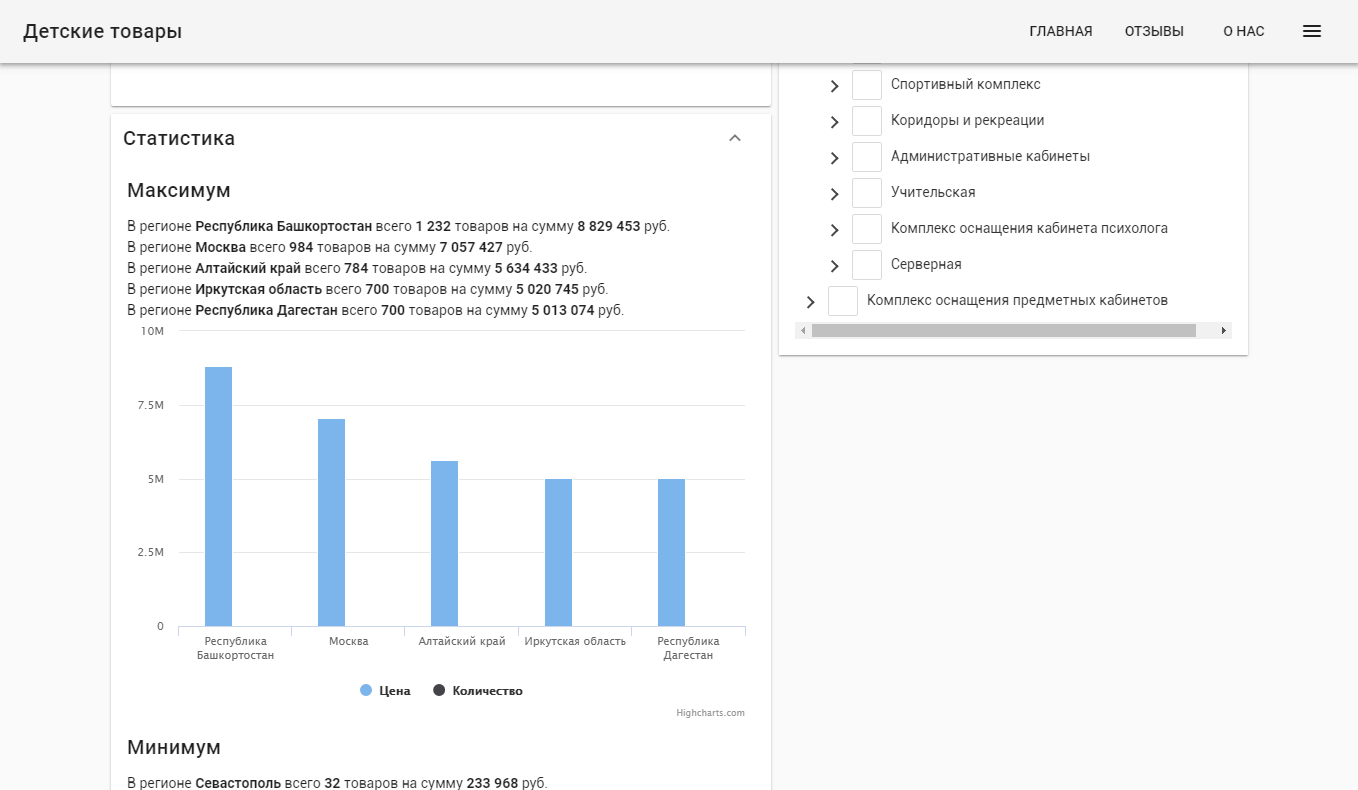 Детские товары
ГЛАВНАЯ
ОТЗЫВЫ
О НАС
Статистика
Максимум
В регионе Республика Башкортостан всего 1 232 товаров на сумму 8 829 453 руб.
В регионе Москва всего 984 товаров на сумму 7 057 427 руб.
В регионе Алтайский край всего 784 товаров на сумму 5 634 433 руб.
В регионе Иркутская область всего 700 товаров на сумму 5 020 745 руб.
В регионе Республика Дагестан всего 700 товаров на сумму 5 013 074 руб.
10M
7.5M
5M
2.5M
0
Республика
Башкортостан
Москва
Алтайский край
Иркутская область
Республика
Дагестан
Цена
Количество
Highcharts.com
Минимум
В регионе Севастополь всего 32 товаров на сумму 233 968 руб.
Спортивный комплекс
Коридоры и рекреации
Административные кабинеты
Учительская
Комплекс оснащения кабинета психолога
Серверная
Комплекс оснащения предметных кабинетов